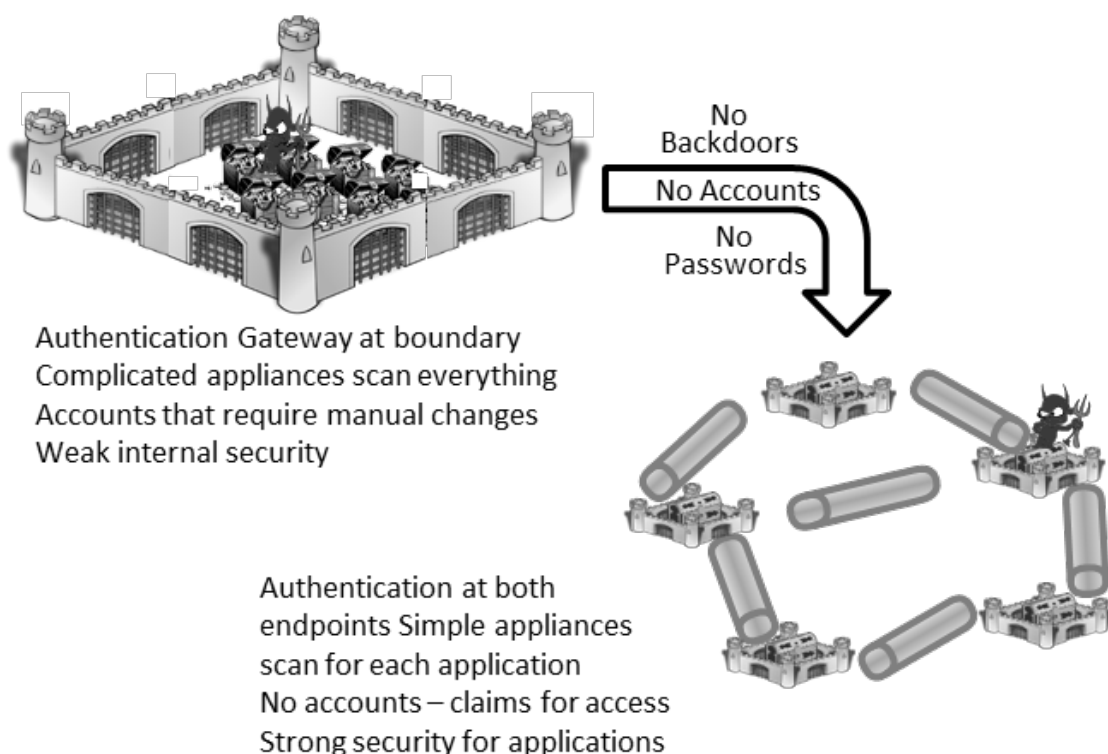 No
Backdoors
No Accounts
No
Passwords
Authentication Gateway at boundary
Complicated appliances scan everything
Accounts that require manual changes
Weak internal security
Authentication at both
endpoints Simple appliances
scan for each application
No accounts – claims for access
Strong security for applications